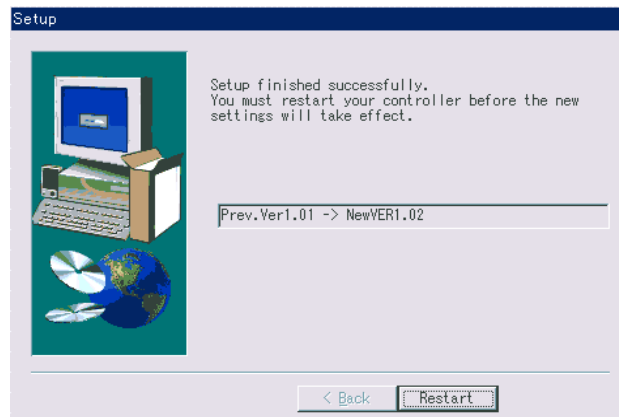 Setup
Setup finished successfully.
You must restart your controller before the new
settings will take effect.
Prev.Ver1.01 -> NewVER1.02
< Back
Restart